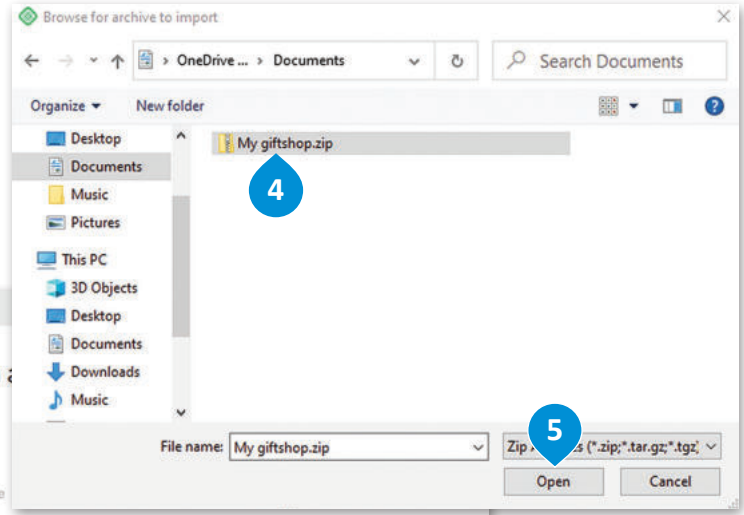 Browse for archive to import
OneDrive ... > Documents
Search Documents
Organize
New folder
Desktop
Documents
Music
Pictures
This PC
3D Objects
Desktop
Documents
Downloads
Music
My giftshop.zip
4
File name: My giftshop.zip
5
Zip (*.zip;*.tar.gz;*.tgz;
Open
Cancel